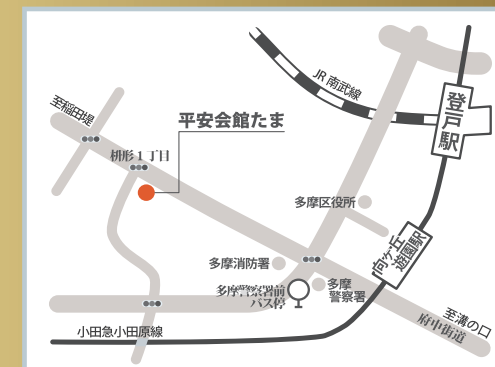 JR 南武線
登戸駅
至稲田堤
平安会館たま
枡形１丁目
多摩区役所
向ヶ丘
遊園駅
多摩消防署
多摩警察署前
バス停
多摩
警察署
至溝の口
府中街道
小田急小田原線